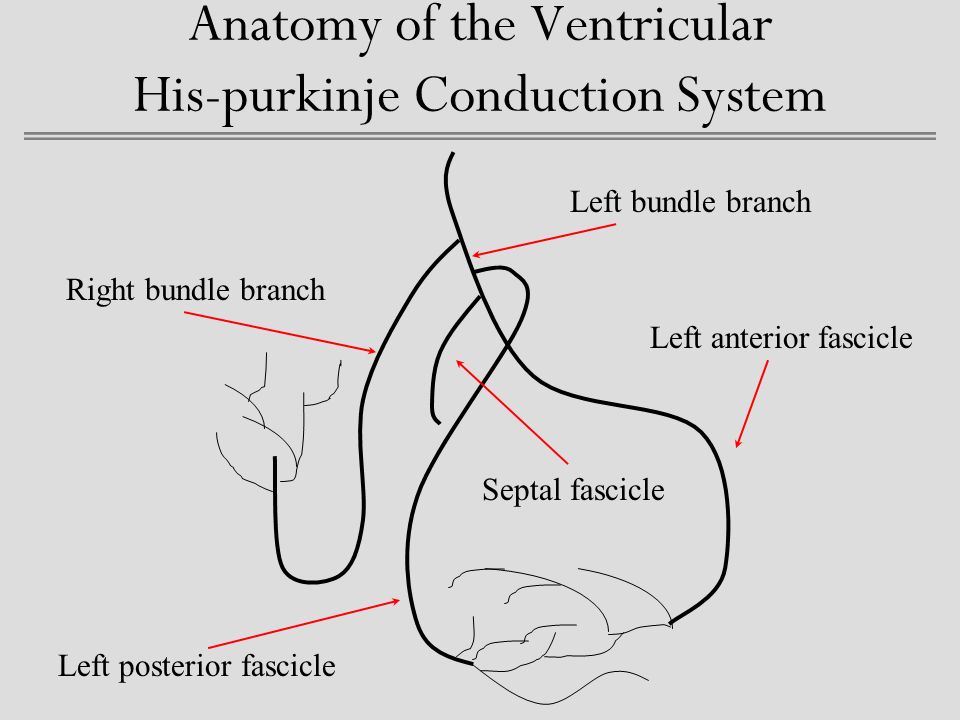 Anatomy of the Ventricular
His-purkinje Conduction System
Left bundle branch
Right bundle branch
Left anterior fascicle
Septal fascicle
Left posterior fascicle